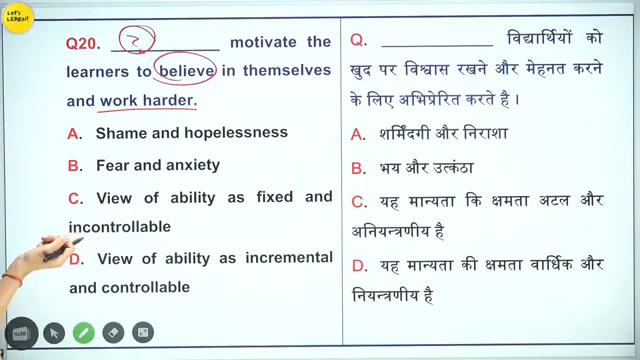 LET'S LEARN!
Q20. ____________ motivate the
learners to believe in themselves
and work harder.
A. Shame and hopelessness
B. Fear and anxiety
C. View of ability as fixed and
incontrollable
D. View of ability as incremental
and controllable
Q. ____________ विद्यार्थियों को
खुद पर विश्वास रखने और मेहनत करने
के लिए अभिप्रेरित करते है ।
A. शर्मिंदगी और निराशा
B. भय और उत्कंठा
C. यह मान्यता कि क्षमता अटल और
अनियन्त्रणीय है
D. यह मान्यता की क्षमता वार्धिक और
नियन्त्रणीय है